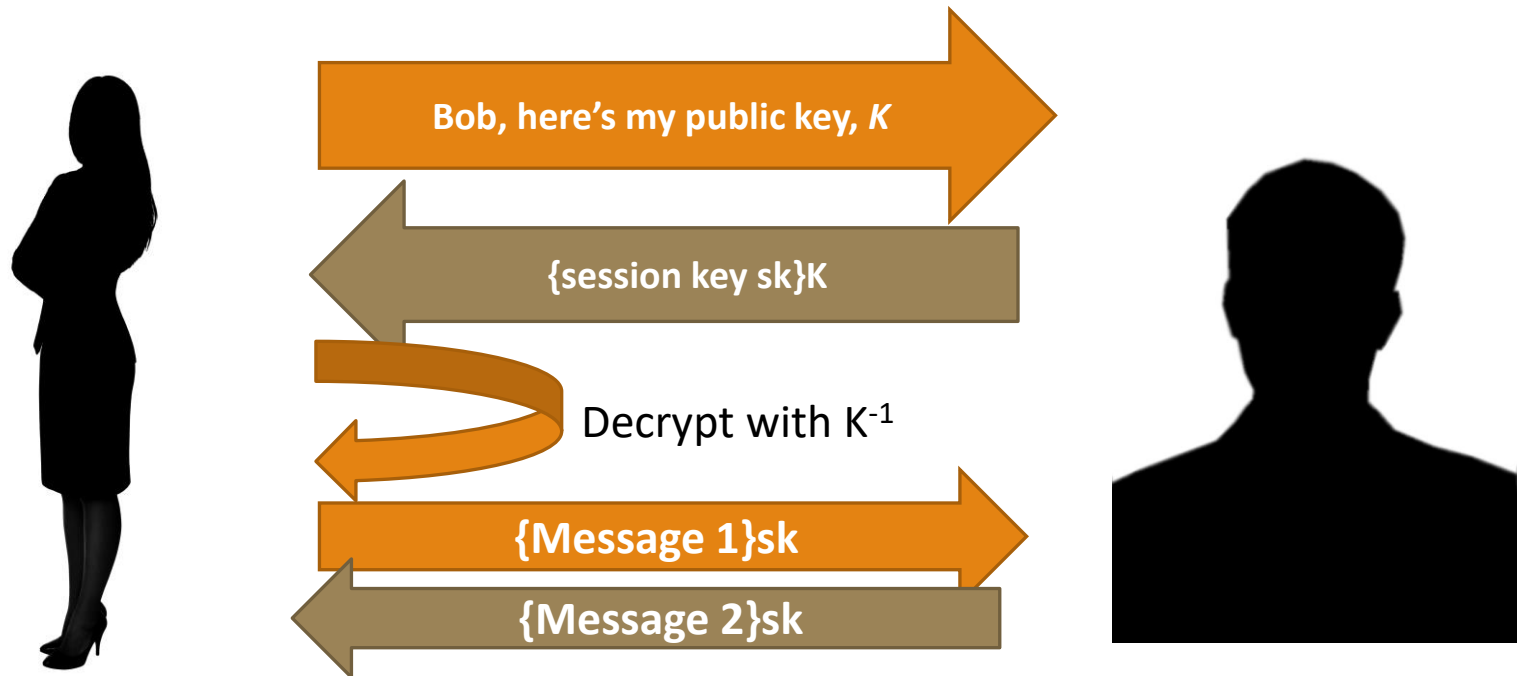 Bob, here’s my public key, K
{session key sk}K
Decrypt with K⁻¹
{Message 1}sk
{Message 2}sk